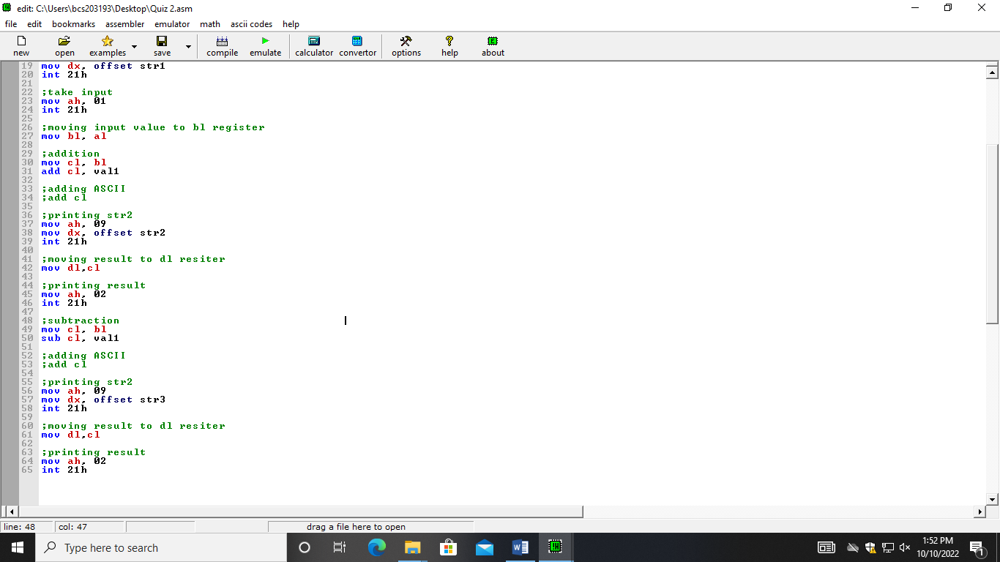 edit: C:\Users\bcs203193\Desktop\Quiz 2.asm
file edit bookmarks assembler emulator math ascii codes help
new open examples save compile emulate calculator convertor options help about
19 mov dx, offset str1
20 int 21h
21
22 ;take input
23 mov ah, 01
24 int 21h
25
26 ;moving input value to bl register
27 mov bl, al
28
29 ;addition
30 mov cl, bl
31 add cl, val1
32
33 ;adding ASCII
34 ;add cl
35
36 ;printing str2
37 mov ah, 09
38 mov dx, offset str2
39 int 21h
40
41 ;moving result to dl resiter
42 mov dl,cl
43
44 ;printing result
45 mov ah, 02
46 int 21h
47
48 ;subtraction
49 mov cl, bl
50 sub cl, val1
51
52 ;adding ASCII
53 ;add cl
54
55 ;printing str2
56 mov ah, 09
57 mov dx, offset str3
58 int 21h
59
60 ;moving result to dl resiter
61 mov dl,cl
62
63 ;printing result
64 mov ah, 02
65 int 21h
line: 48 col: 47 drag a file here to open
Type here to search
1:52 PM
10/10/2022
1